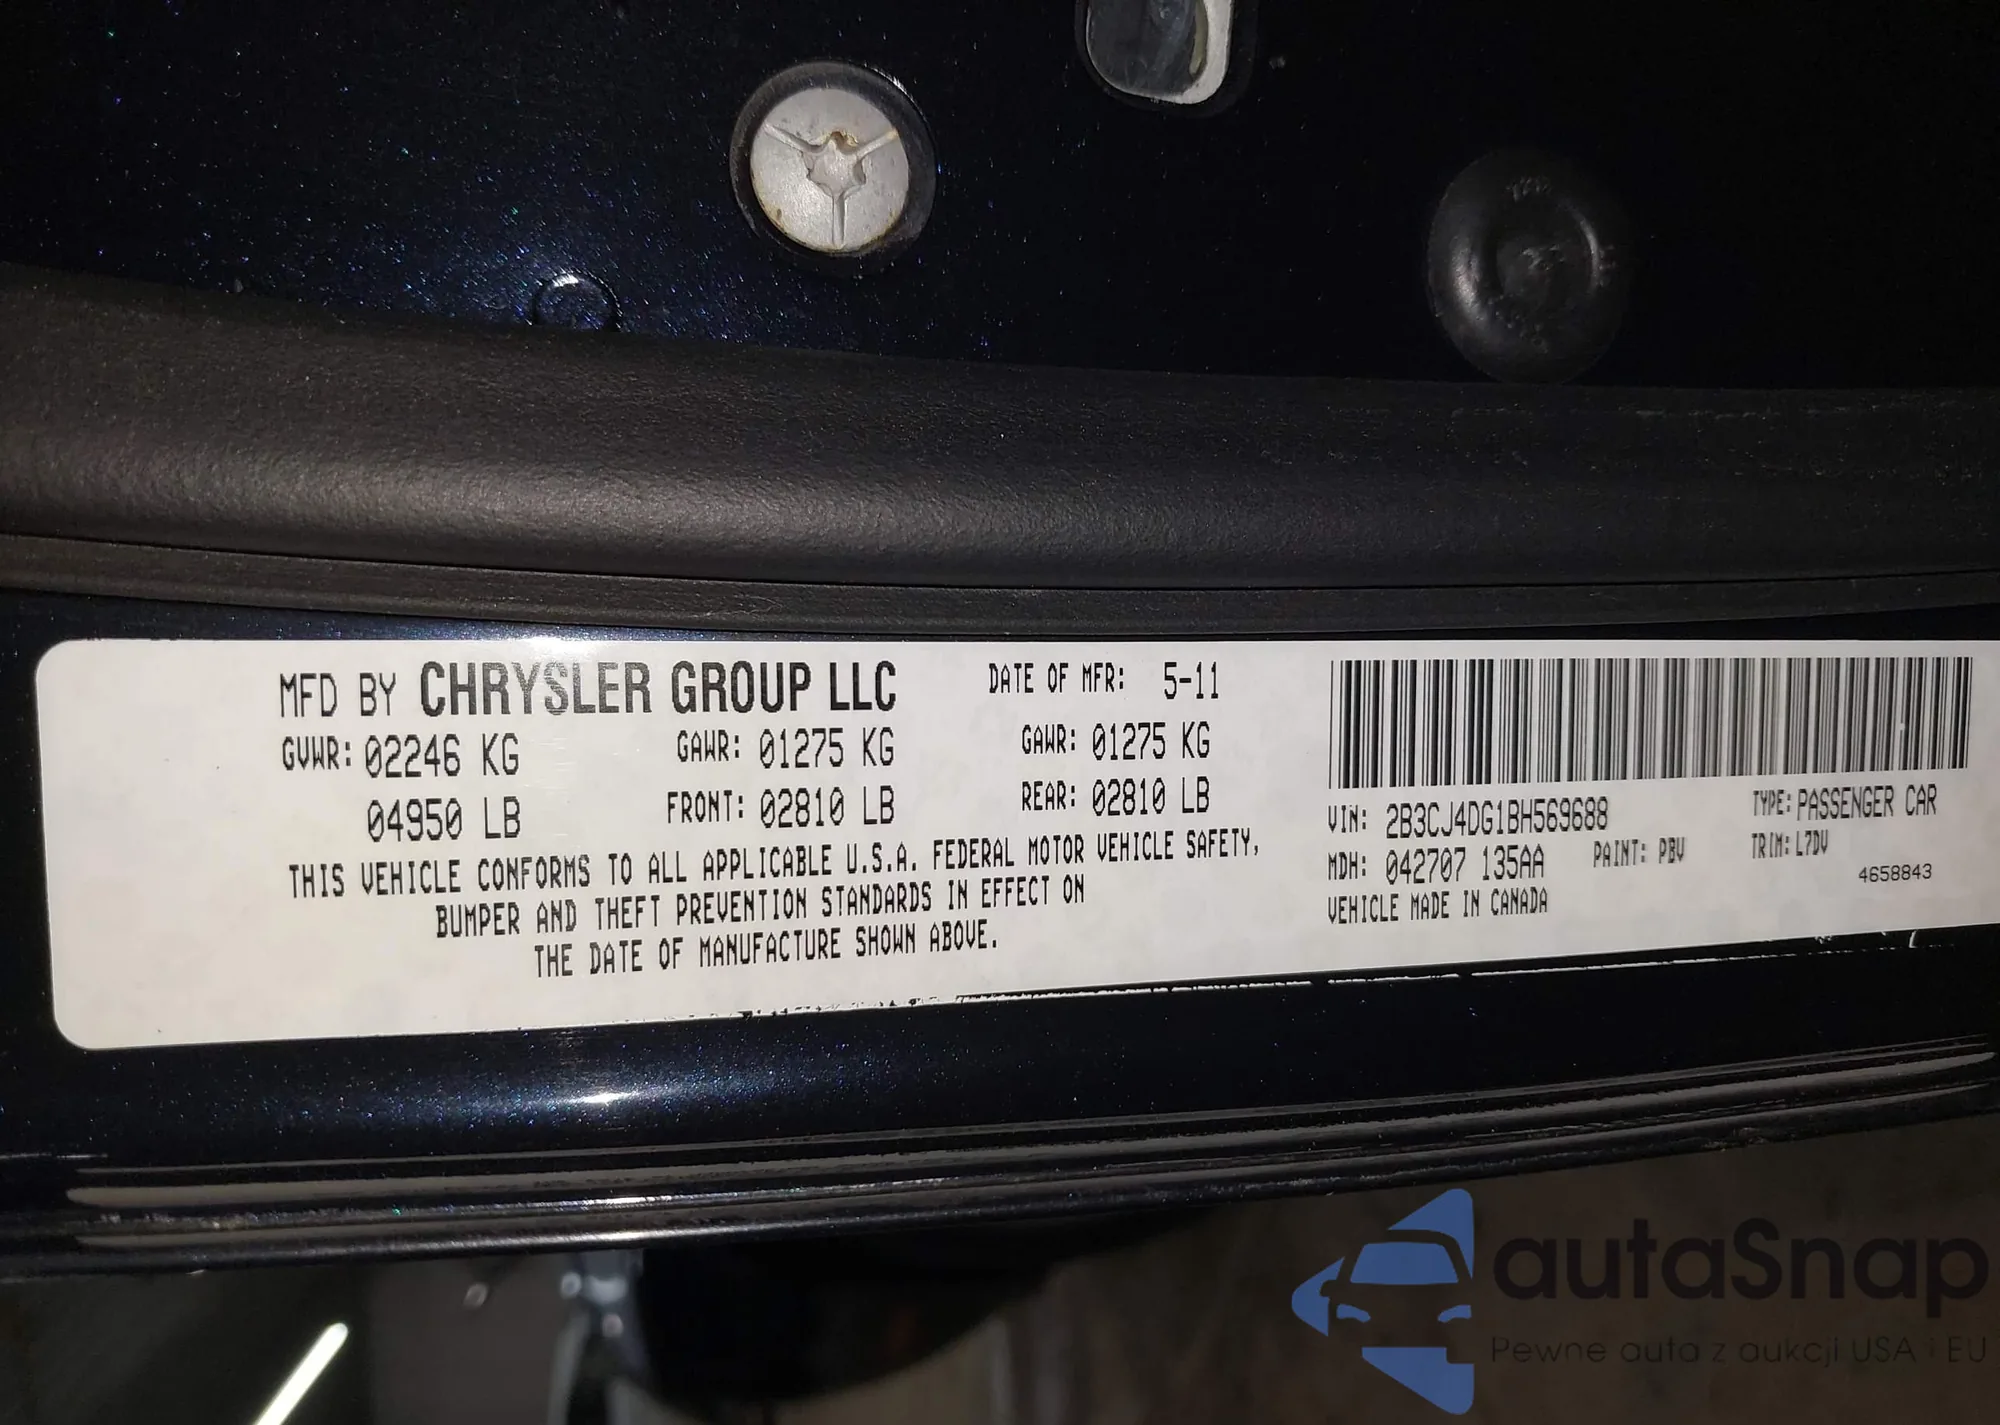 MFD BY CHRYSLER GROUP LLC DATE OF MFR: 5-11
GVWR: 02246 KG GAWR: 01275 KG GAWR: 01275 KG
04950 LB FRONT: 02810 LB REAR: 02810 LB
THIS VEHICLE CONFORMS TO ALL APPLICABLE U.S.A. FEDERAL MOTOR VEHICLE SAFETY,
BUMPER AND THEFT PREVENTION STANDARDS IN EFFECT ON
THE DATE OF MANUFACTURE SHOWN ABOVE.
VIN: 2B3CJ4DG1BH569688 TYPE: PASSENGER CAR
MDH: 042707 135AA PAINT: PBV TRIM: L7DV
4658843
VEHICLE MADE IN CANADA
autaSnap
Pewne auta z aukcji USA i EU